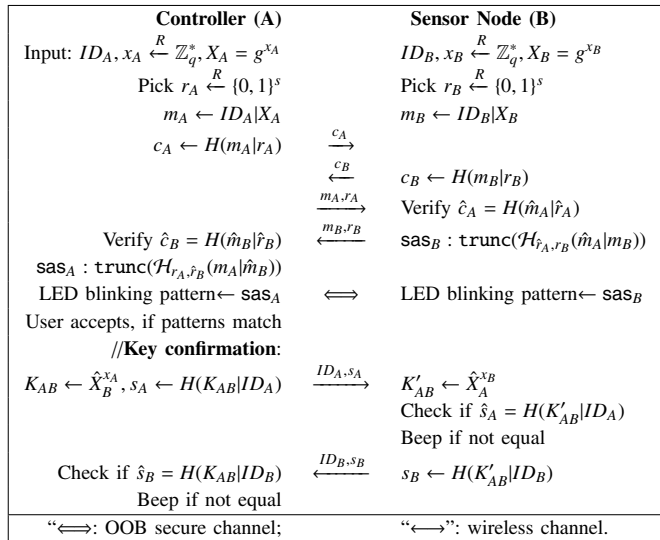 Controller (A) Sensor Node (B)
Input: ID_A, x_A ←^R ℤ_q^*, X_A = g^{x_A} ID_B, x_B ←^R ℤ_q^*, X_B = g^{x_B}
Pick r_A ←^R {0, 1}^s Pick r_B ←^R {0, 1}^s
m_A ← ID_A|X_A m_B ← ID_B|X_B
c_A ← H(m_A|r_A) c_A →
c_B ← c_B ← H(m_B|r_B)
m_A,r_A → Verify ĉ_A = H(m̂_A|r̂_A)
Verify ĉ_B = H(m̂_B|r̂_B) m_B,r_B ← sas_B : trunc(ℋ_{r̂_A,r_B}(m̂_A|m_B))
sas_A : trunc(ℋ_{r_A,r̂_B}(m_A|m̂_B))
LED blinking pattern← sas_A ⟺ LED blinking pattern← sas_B
User accepts, if patterns match
//Key confirmation:
K_AB ← X̂_B^{x_A}, s_A ← H(K_AB|ID_A) ID_A,s_A → K′_AB ← X̂_A^{x_B}
Check if ŝ_A = H(K′_AB|ID_A)
Beep if not equal
Check if ŝ_B = H(K_AB|ID_B) ID_B,s_B ← s_B ← H(K′_AB|ID_B)
Beep if not equal
“⟺: OOB secure channel; “⟷”: wireless channel.